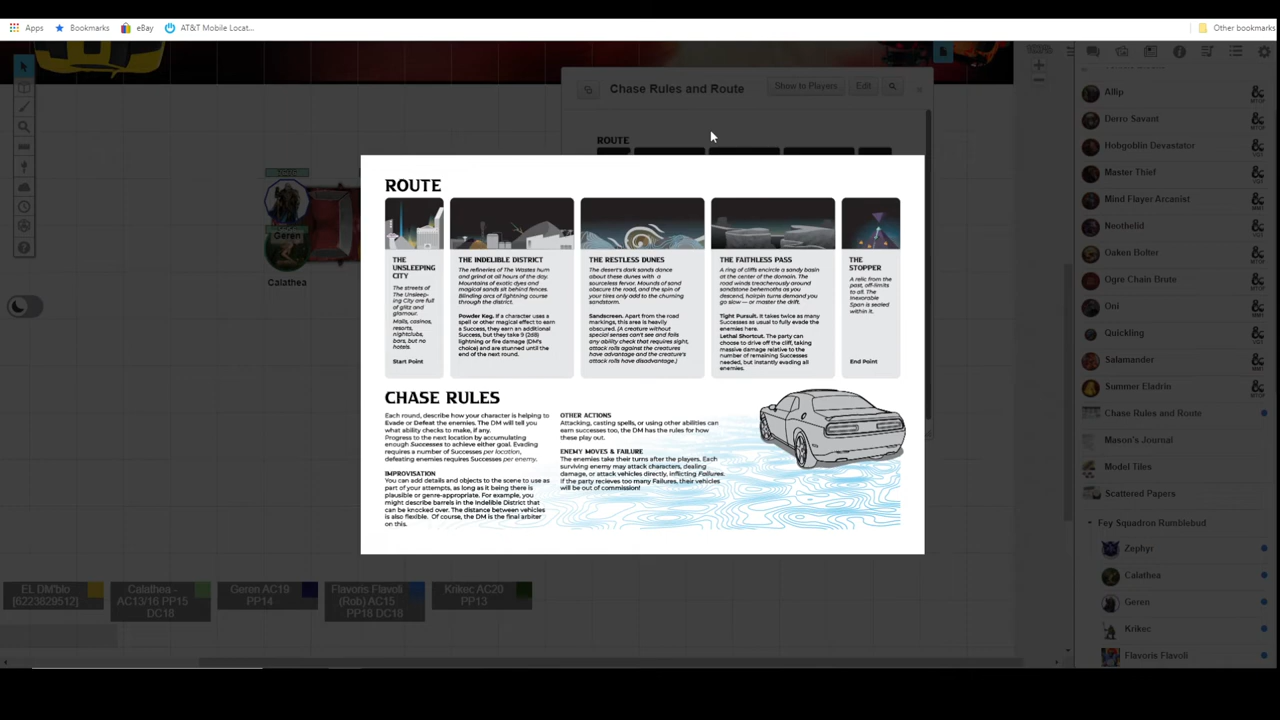 Apps
Bookmarks
eBay
AT&T Mobile Locat...
Other bookmarks
100%
Chase Rules and Route
Show to Players
Edit
ROUTE
Geren
Calathea
ROUTE
THE
UNSLEEPING
CITY
The streets of
The Unsleep-
ing City are full
of glitz and
glamour.
Malls, casinos,
resorts,
nightclubs,
bars, but no
hotels.
Start Point
THE INDELIBLE DISTRICT
The refineries of The Wastes hum
and grind at all hours of the day.
Mountains of exotic dyes and
magical sands sit behind fences.
Blinding arcs of lightning course
through the district.
Powder Keg. If a character uses a
spell or other magical effect to earn
a Success, they earn an additional
Success, but they take 9 (2d8)
lightning or fire damage (DM's
choice) and are stunned until the
end of the next round.
THE RESTLESS DUNES
The desert's dark sands dance
about these dunes with a
sourceless fervor. Mounds of sand
obscure the road, and the spin of
your tires only add to the churning
sandstorm.
Sandscreen. Apart from the road
markings, this area is heavily
obscured. (A creature without
special senses can't see and fails
any ability check that requires sight,
attack rolls against the creatures
have advantage and the creature's
attack rolls have disadvantage.)
THE FAITHLESS PASS
A ring of cliffs encircle a sandy basin
at the center of the domain. The
road winds treacherously around
sandstone behemoths as you
descend, hairpin turns demand you
go slow — or master the drift.
Tight Pursuit. It takes twice as many
Successes as usual to fully evade the
enemies here.
Lethal Shortcut. The party can
choose to drive off the cliff, taking
massive damage relative to the
number of remaining Successes
needed, but instantly evading all
enemies.
THE
STOPPER
A relic from the
past, off-limits
to all. The
Inexorable
Span is sealed
within it.
End Point
CHASE RULES
Each round, describe how your character is helping to
Evade or Defeat the enemies. The DM will tell you
what ability checks to make, if any.
Progress to the next location by accumulating
enough Successes to achieve either goal. Evading
requires a number of Successes per location,
defeating enemies requires Successes per enemy.
IMPROVISATION
You can add details and objects to the scene to use as
part of your attempts, as long as it being there is
plausible or genre-appropriate. For example, you
might describe barrels in the Indelible District that
can be knocked over. The distance between vehicles
is also flexible. Of course, the DM is the final arbiter
on this.
OTHER ACTIONS
Attacking, casting spells, or using other abilities can
earn successes too, the DM has the rules for how
these play out.
ENEMY MOVES & FAILURE
The enemies take their turns after the players. Each
surviving enemy may attack characters, dealing
damage, or attack vehicles directly, inflicting Failures.
If the party recieves too many Failures, their vehicles
will be out of commission!
EL DM'blo
[6223829512]
Calathea -
AC13/16 PP15
DC18
Geren AC19
PP14
Flavoris Flavoli
(Rob) AC15
PP18 DC18
Krikec AC20
PP13
Allip
Derro Savant
Hobgoblin Devastator
Master Thief
Mind Flayer Arcanist
Neothelid
Oaken Bolter
Ogre Chain Brute
Oni
Quickling
Salamander
Summer Eladrin
Chase Rules and Route
Mason's Journal
Model Tiles
Scattered Papers
Fey Squadron Rumblebud
Zephyr
Calathea
Geren
Krikec
Flavoris Flavoli